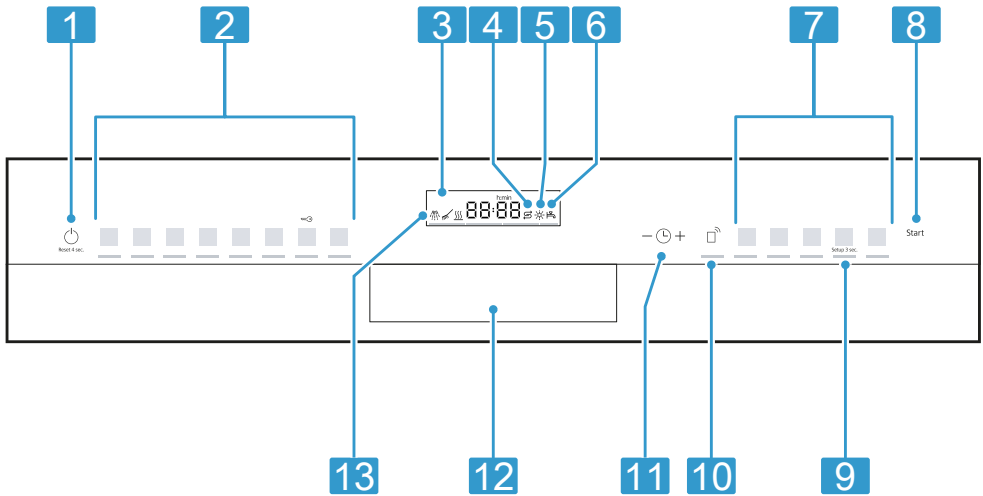 1 2 3 4 5 6 7 8
h:min
88:88
Reset 4 sec.
Start
Setup 3 sec.
13 12 11 10 9